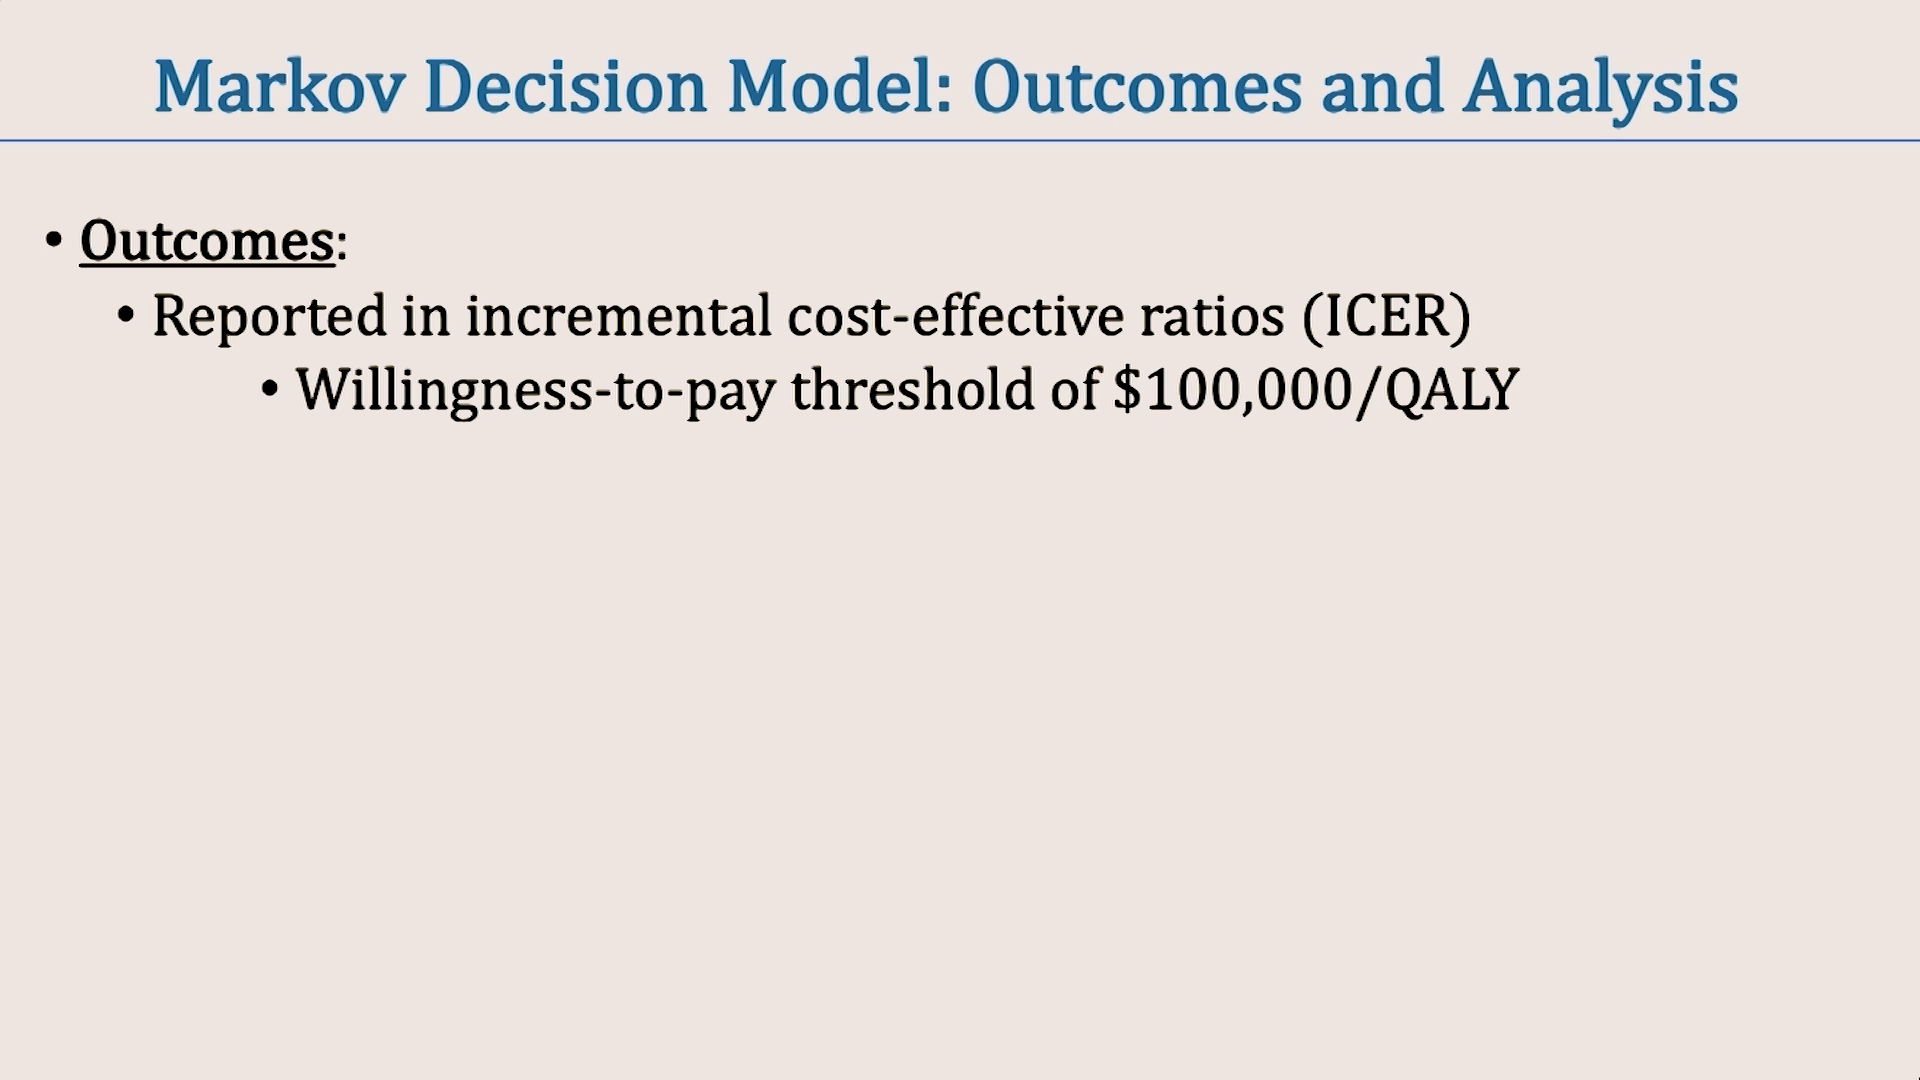 Markov Decision Model: Outcomes and Analysis
• Outcomes:
• Reported in incremental cost-effective ratios (ICER)
• Willingness-to-pay threshold of $100,000/QALY